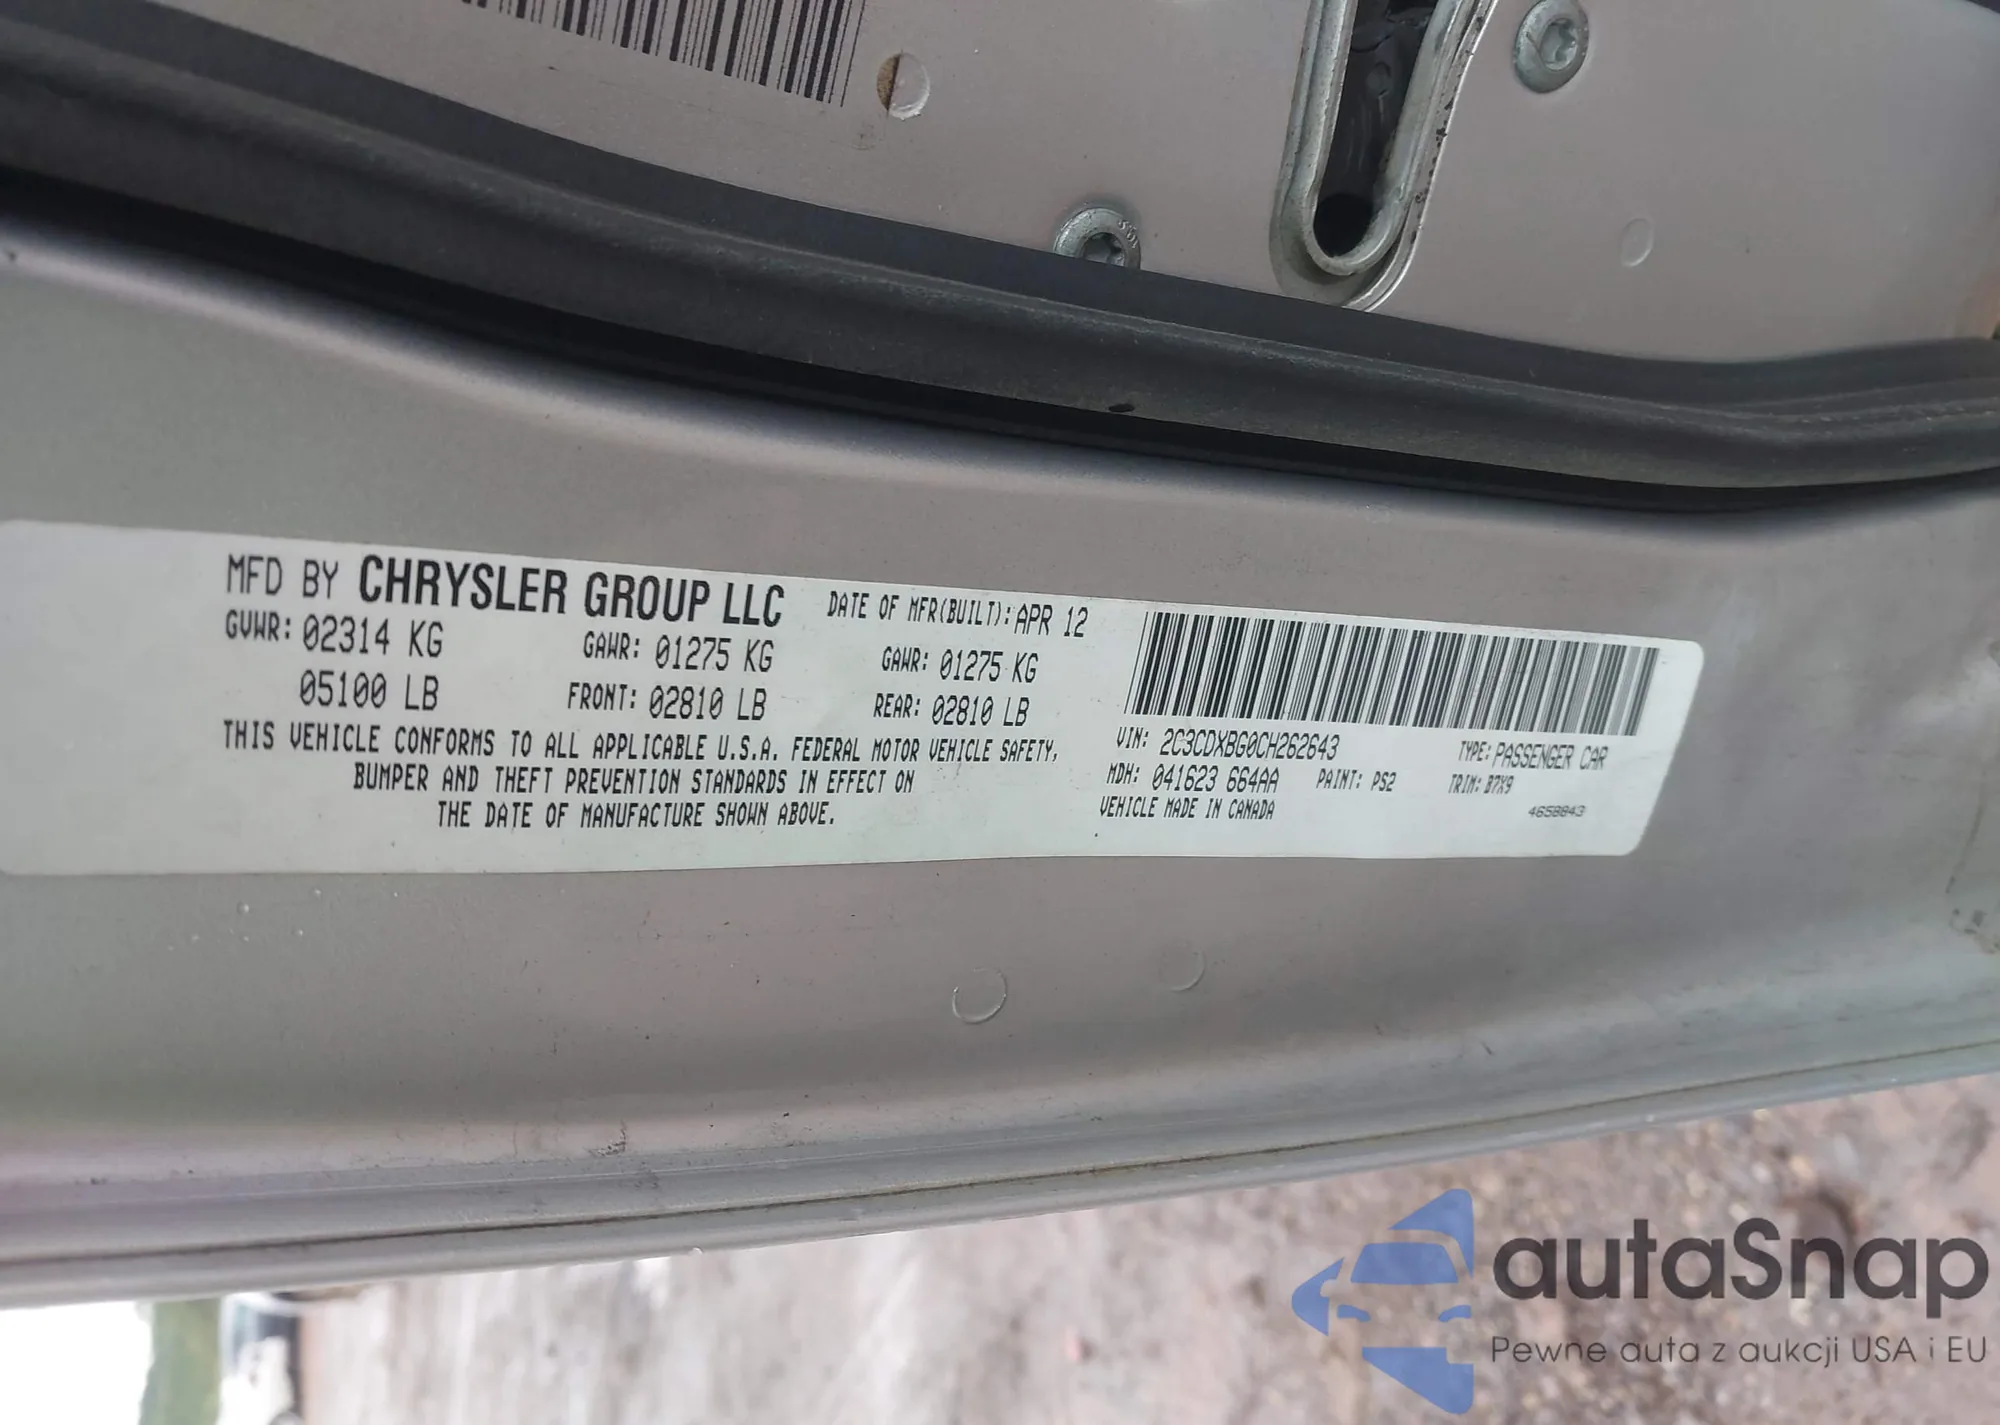 MFD BY CHRYSLER GROUP LLC DATE OF MFR(BUILT): APR 12
GVWR: 02314 KG GAWR: 01275 KG GAWR: 01275 KG
05100 LB FRONT: 02810 LB REAR: 02810 LB
THIS VEHICLE CONFORMS TO ALL APPLICABLE U.S.A. FEDERAL MOTOR VEHICLE SAFETY,
BUMPER AND THEFT PREVENTION STANDARDS IN EFFECT ON
THE DATE OF MANUFACTURE SHOWN ABOVE.
VIN: 2C3CDXBG0CH262643 TYPE: PASSENGER CAR
MDH: 041623 664AA PAINT: PS2 TRIM: B7X9
VEHICLE MADE IN CANADA 4658843
autaSnap
Pewne auta z aukcji USA i EU